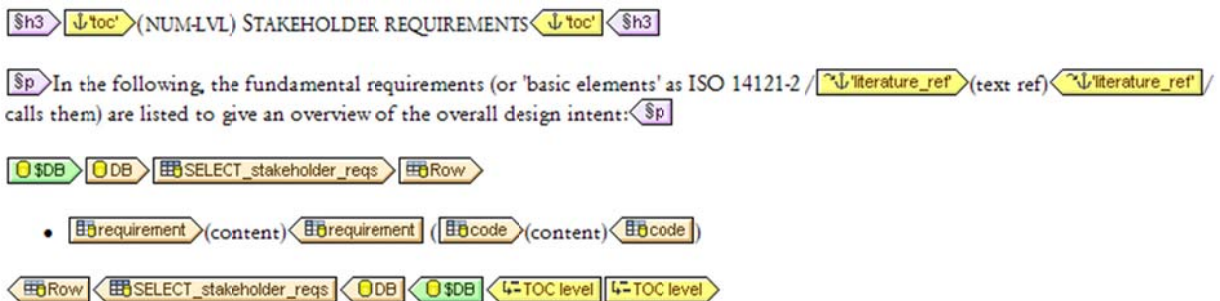 §h3 'toc' (NUM-LVL) STAKEHOLDER REQUIREMENTS 'toc' §h3
§p In the following, the fundamental requirements (or 'basic elements' as ISO 14121-2 / 'literature_ref' (text ref) 'literature_ref' /
calls them) are listed to give an overview of the overall design intent: §p
$DB DB SELECT_stakeholder_reqs Row
• requirement (content) requirement ( code (content) code )
Row SELECT_stakeholder_reqs DB $DB TOC level TOC level